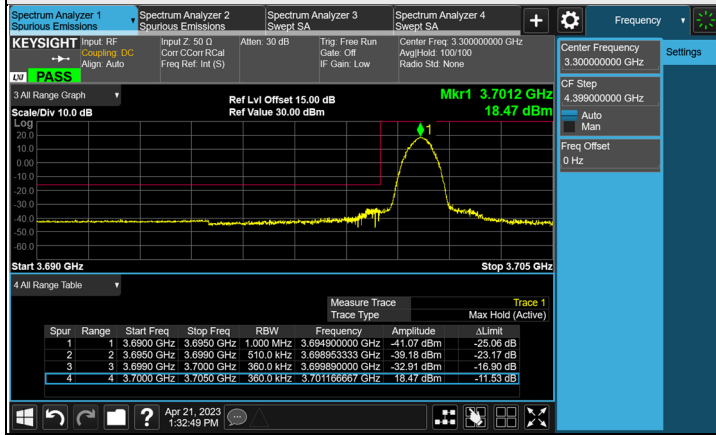 Spectrum Analyzer 1
Spurious Emissions
Spectrum Analyzer 2
Spurious Emissions
Spectrum Analyzer 3
Swept SA
Spectrum Analyzer 4
Swept SA
+
Frequency
KEYSIGHT
LXI
PASS
Input: RF
Coupling: DC
Align: Auto
Input Z: 50 Ω
Corr CCorr RCal
Freq Ref: Int (S)
Atten: 30 dB
Trig: Free Run
Gate: Off
IF Gain: Low
Center Freq: 3.300000000 GHz
Avg|Hold: 100/100
Radio Std: None
Center Frequency
3.300000000 GHz
Settings
CF Step
4.399000000 GHz
Auto
Man
Freq Offset
0 Hz
3 All Range Graph
Scale/Div 10.0 dB
Ref Lvl Offset 15.00 dB
Ref Value 30.00 dBm
Mkr1 3.7012 GHz
18.47 dBm
Log
20.0
10.0
0.00
-10.0
-20.0
-30.0
-40.0
-50.0
-60.0
1
Start 3.690 GHz
Stop 3.705 GHz
4 All Range Table
Measure Trace Trace 1
Trace Type Max Hold (Active)
Spur Range Start Freq Stop Freq RBW Frequency Amplitude ΔLimit
1 1 3.6900 GHz 3.6950 GHz 1.000 MHz 3.694900000 GHz -41.07 dBm -25.06 dB
2 2 3.6950 GHz 3.6990 GHz 510.0 kHz 3.698953333 GHz -39.18 dBm -23.17 dB
3 3 3.6990 GHz 3.7000 GHz 360.0 kHz 3.699890000 GHz -32.91 dBm -16.90 dB
4 4 3.7000 GHz 3.7050 GHz 360.0 kHz 3.701166667 GHz 18.47 dBm -11.53 dB
?
Apr 21, 2023
1:32:49 PM